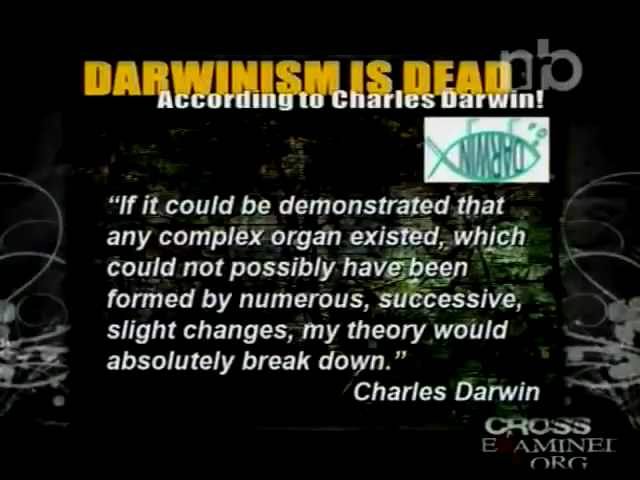 DARWINISM IS DEAD
According to Charles Darwin!
DARWIN
“If it could be demonstrated that
any complex organ existed, which
could not possibly have been
formed by numerous, successive,
slight changes, my theory would
absolutely break down.”
Charles Darwin
CROSS
EXAMINED
.ORG